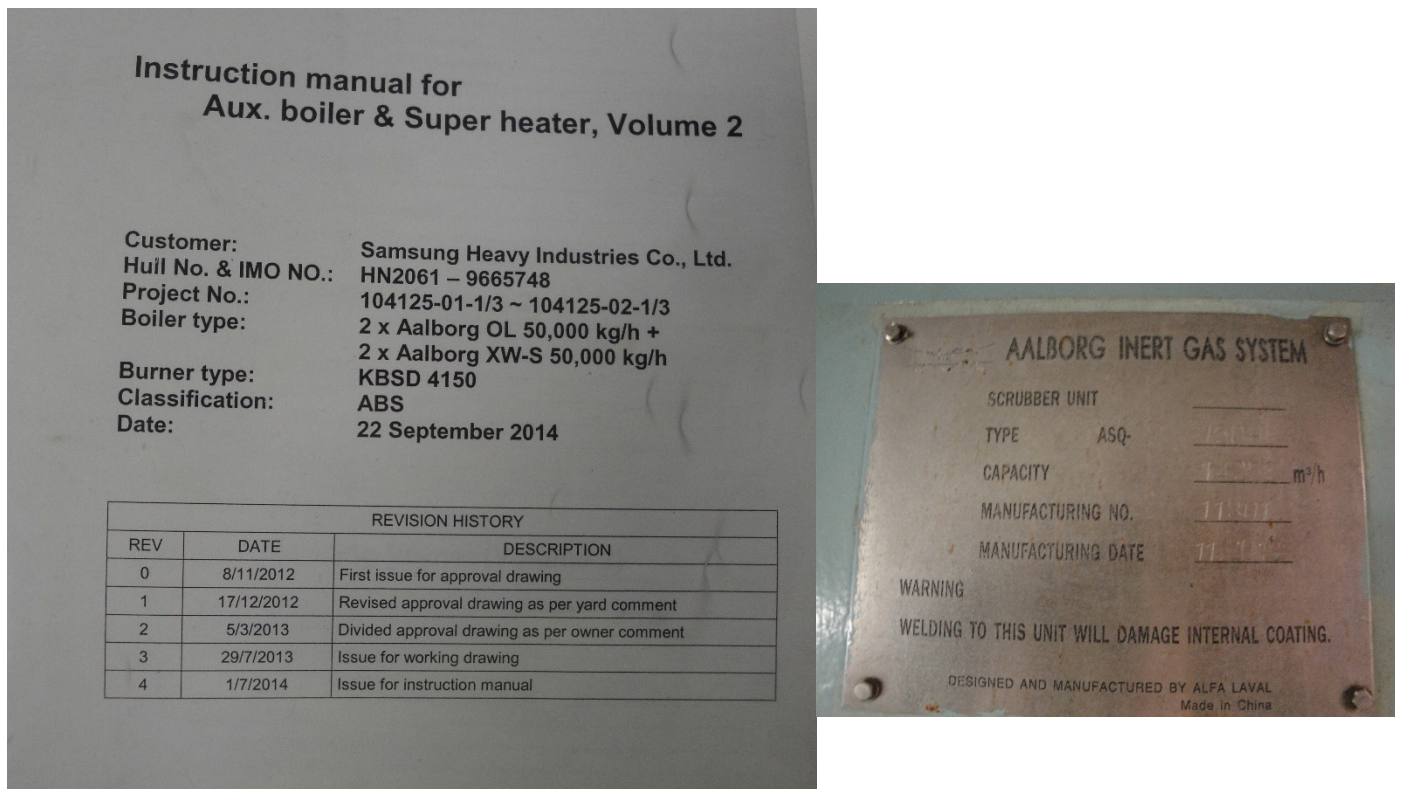 Instruction manual for
Aux. boiler & Super heater, Volume 2
Customer: Samsung Heavy Industries Co., Ltd.
Hull No. & IMO NO.: HN2061 – 9665748
Project No.: 104125-01-1/3 ~ 104125-02-1/3
Boiler type: 2 x Aalborg OL 50,000 kg/h +
2 x Aalborg XW-S 50,000 kg/h
Burner type: KBSD 4150
Classification: ABS
Date: 22 September 2014
REVISION HISTORY
REV DATE DESCRIPTION
0 8/11/2012 First issue for approval drawing
1 17/12/2012 Revised approval drawing as per yard comment
2 5/3/2013 Divided approval drawing as per owner comment
3 29/7/2013 Issue for working drawing
4 1/7/2014 Issue for instruction manual
AALBORG INERT GAS SYSTEM
SCRUBBER UNIT
TYPE ASQ-
CAPACITY m³/h
MANUFACTURING NO.
MANUFACTURING DATE
WARNING
WELDING TO THIS UNIT WILL DAMAGE INTERNAL COATING.
DESIGNED AND MANUFACTURED BY ALFA LAVAL
Made in China